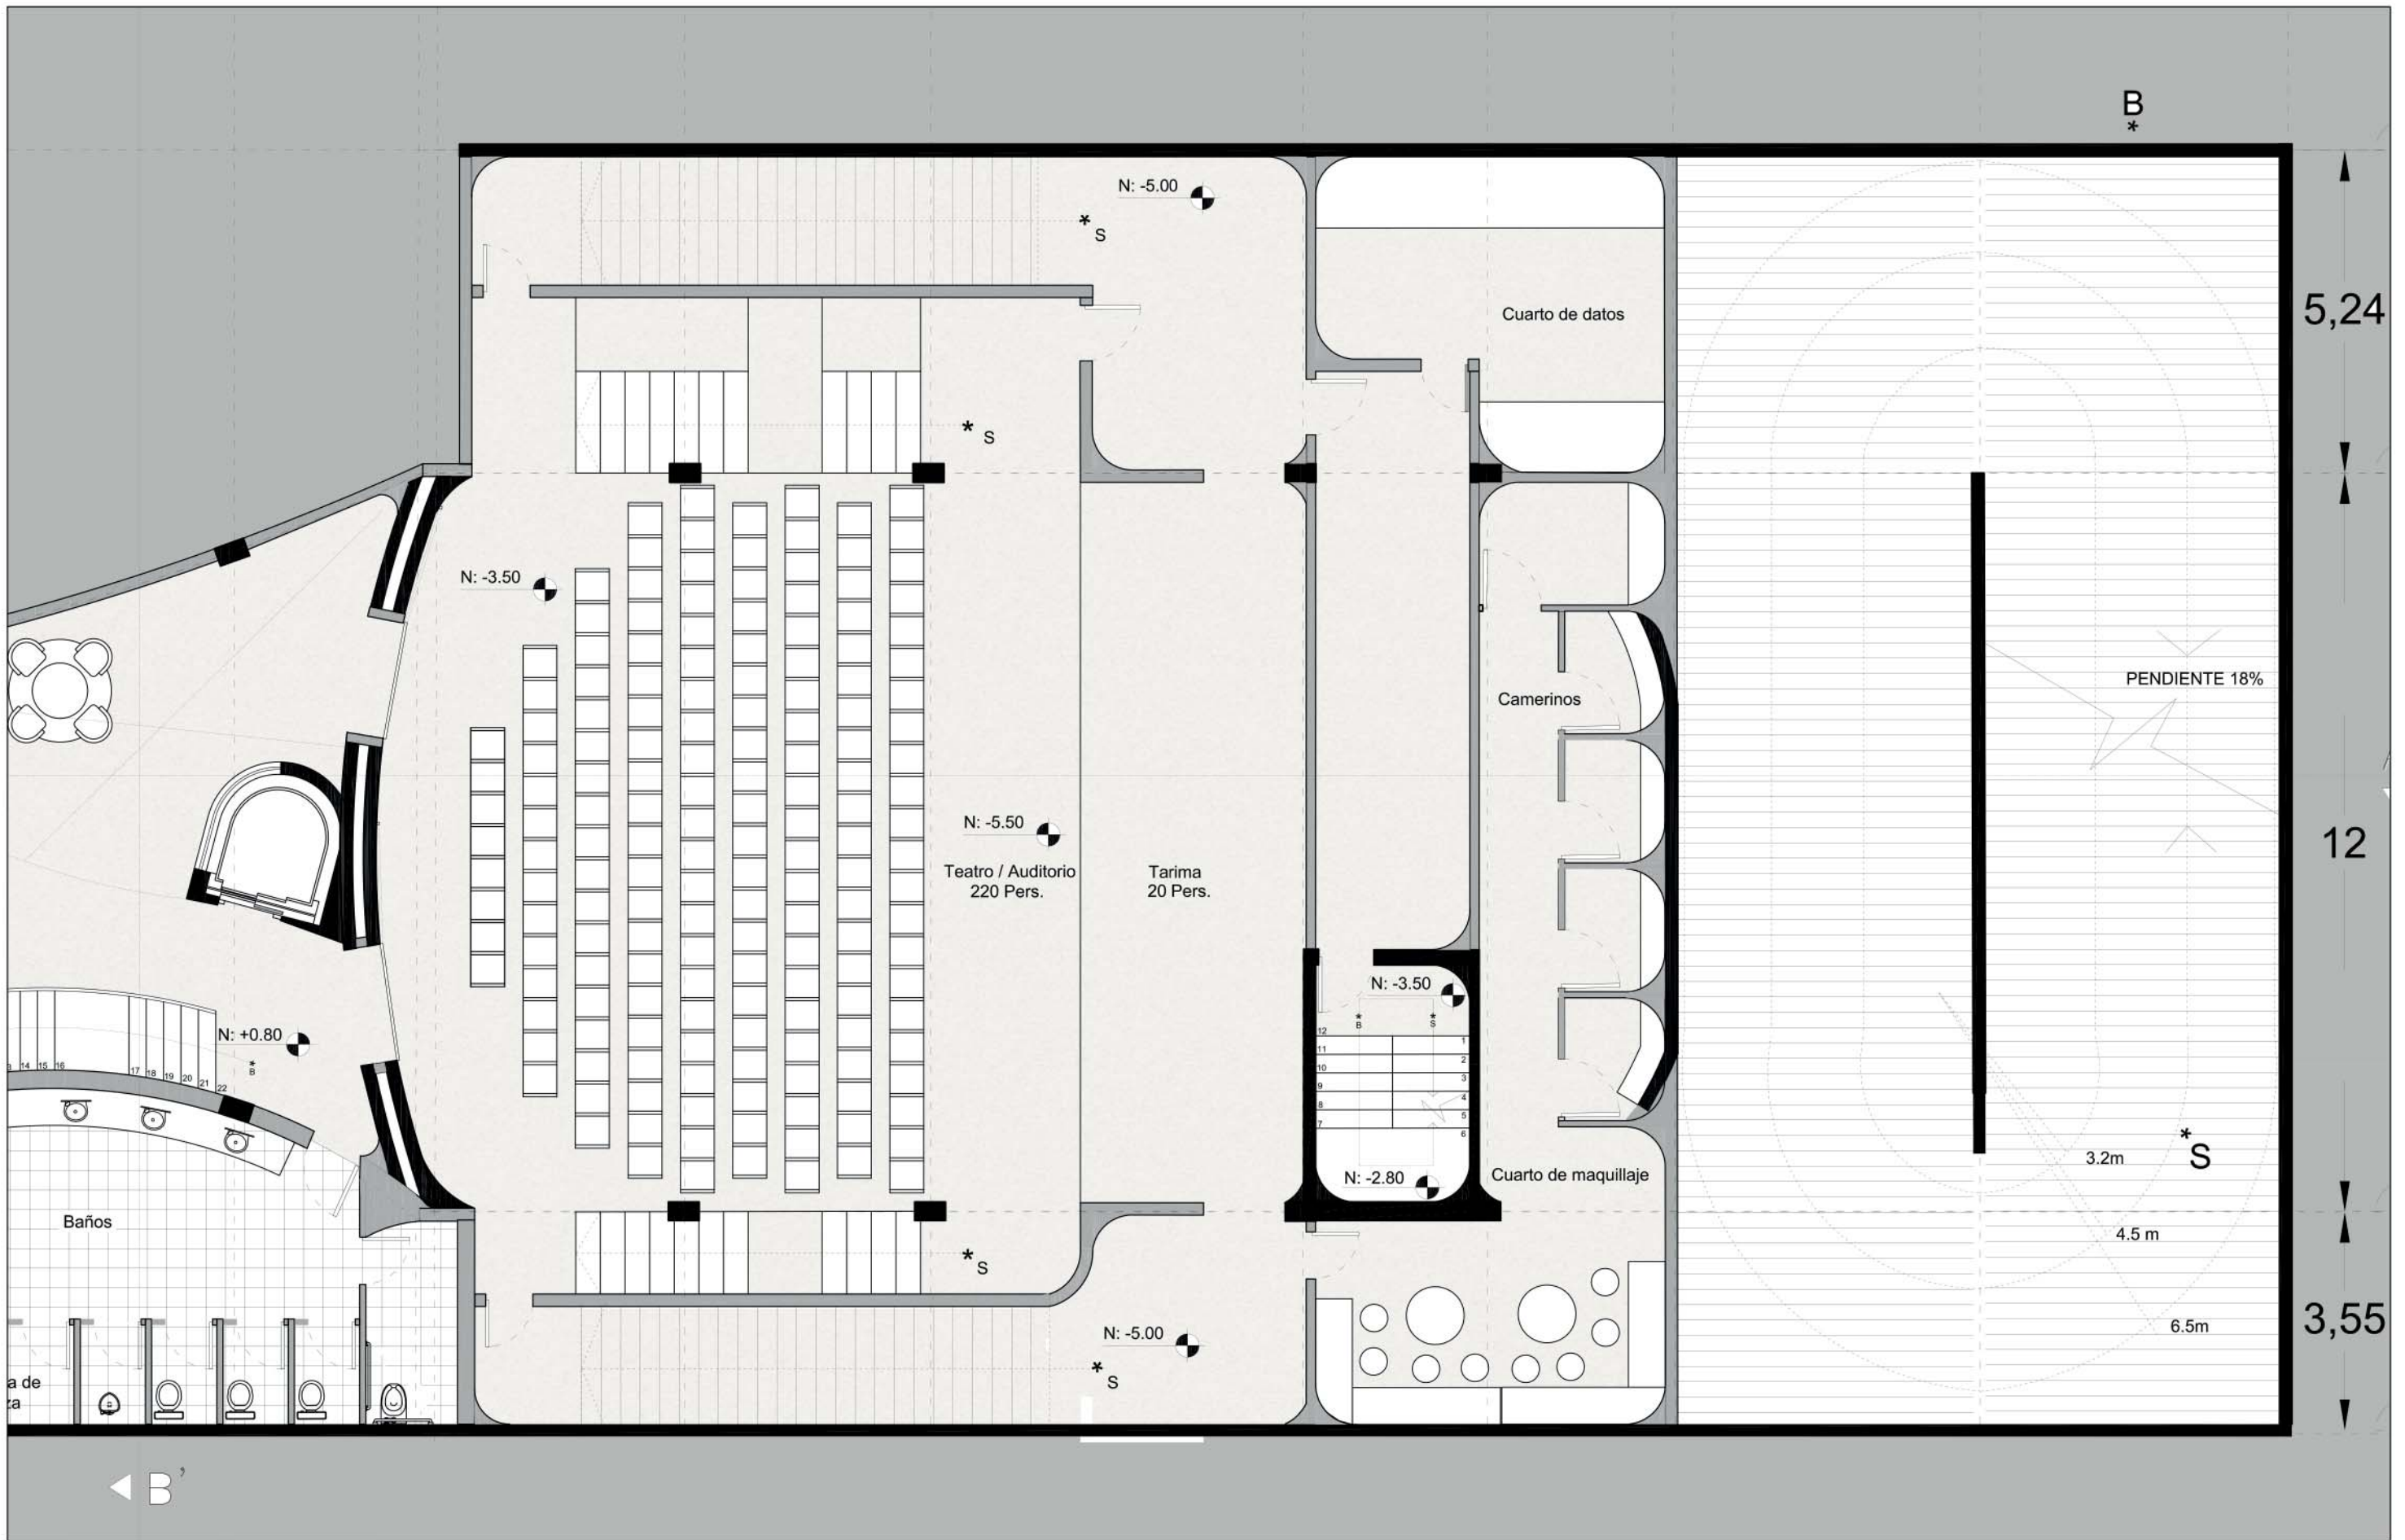 B
*
N: -5.00
* S
5,24
Cuarto de datos
* S
N: -3.50
PENDIENTE 18%
Camerinos
N: -5.50
Teatro / Auditorio
220 Pers.
Tarima
20 Pers.
12
N: -3.50
* B
* S
12
11
10
9
8
7
1
2
3
4
5
6
N: -2.80
N: +0.80
* B
14 15 16
17 18 19 20 21 22
Cuarto de maquillaje
* S
3.2m
4.5 m
6.5m
Baños
* S
3,55
N: -5.00
* S
a de
za
B'